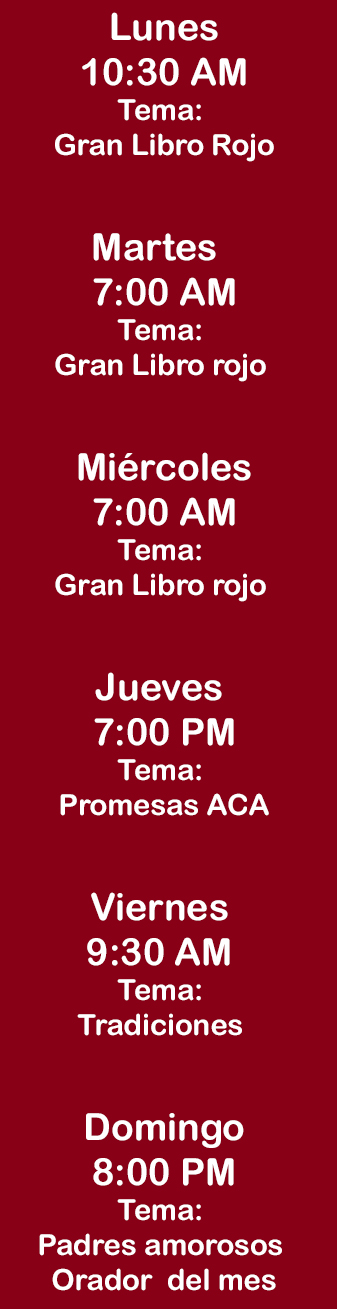 Lunes
10:30 AM
Tema:
Gran Libro Rojo
Martes
7:00 AM
Tema:
Gran Libro rojo
Miércoles
7:00 AM
Tema:
Gran Libro rojo
Jueves
7:00 PM
Tema:
Promesas ACA
Viernes
9:30 AM
Tema:
Tradiciones
Domingo
8:00 PM
Tema:
Padres amorosos
Orador del mes